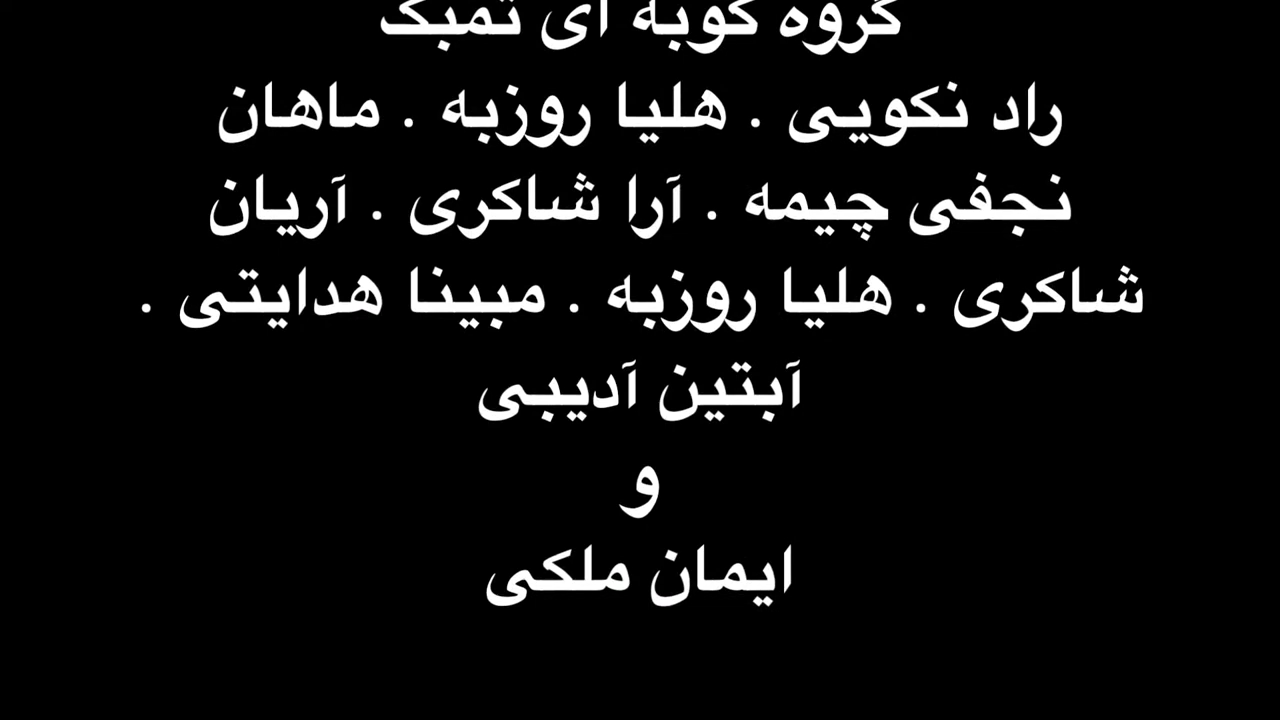 گروه کوبه ای تمبک
راد نکویی . هلیا روزبه . ماهان
نجفی چیمه . آرا شاکری . آریان
شاکری . هلیا روزبه . مبینا هدایتی .
آبتین آدیبی
و
ایمان ملکی